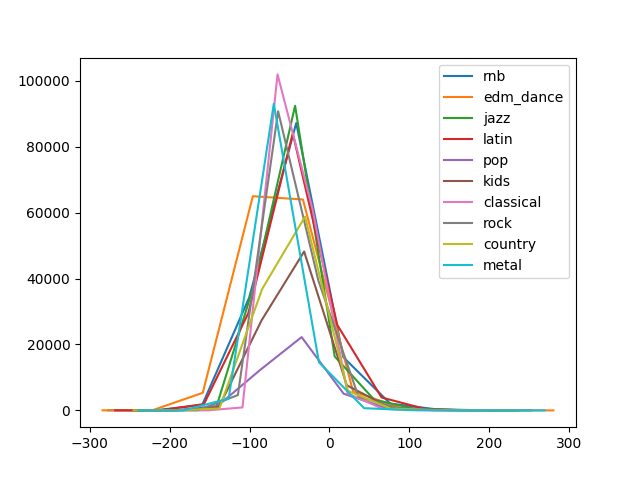 100000
80000
60000
40000
20000
0
−300 −200 −100 0 100 200 300
rnb
edm_dance
jazz
latin
pop
kids
classical
rock
country
metal